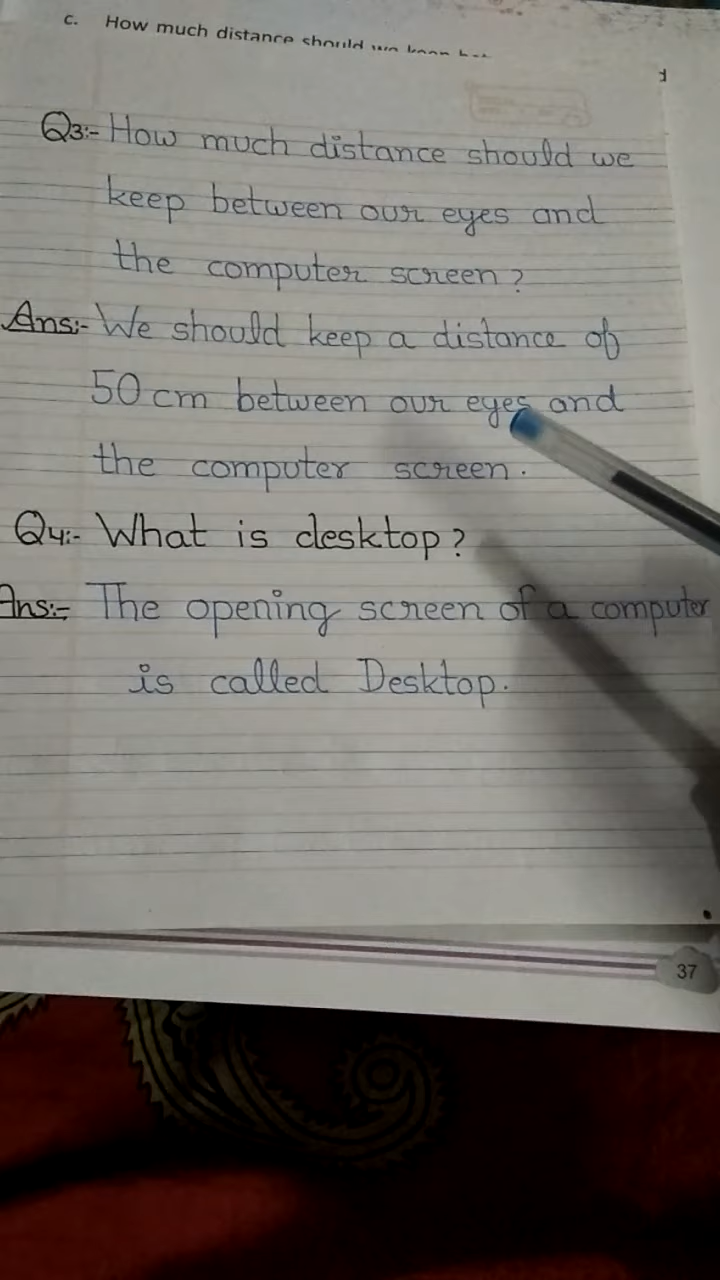 c. How much distance should we keep
Q3:- How much distance should we
keep between our eyes and
the computer screen?
Ans:- We should keep a distance of
50 cm between our eyes and
the computer screen.
Q4:- What is desktop?
Ans:- The opening screen of a computer
is called Desktop.
37